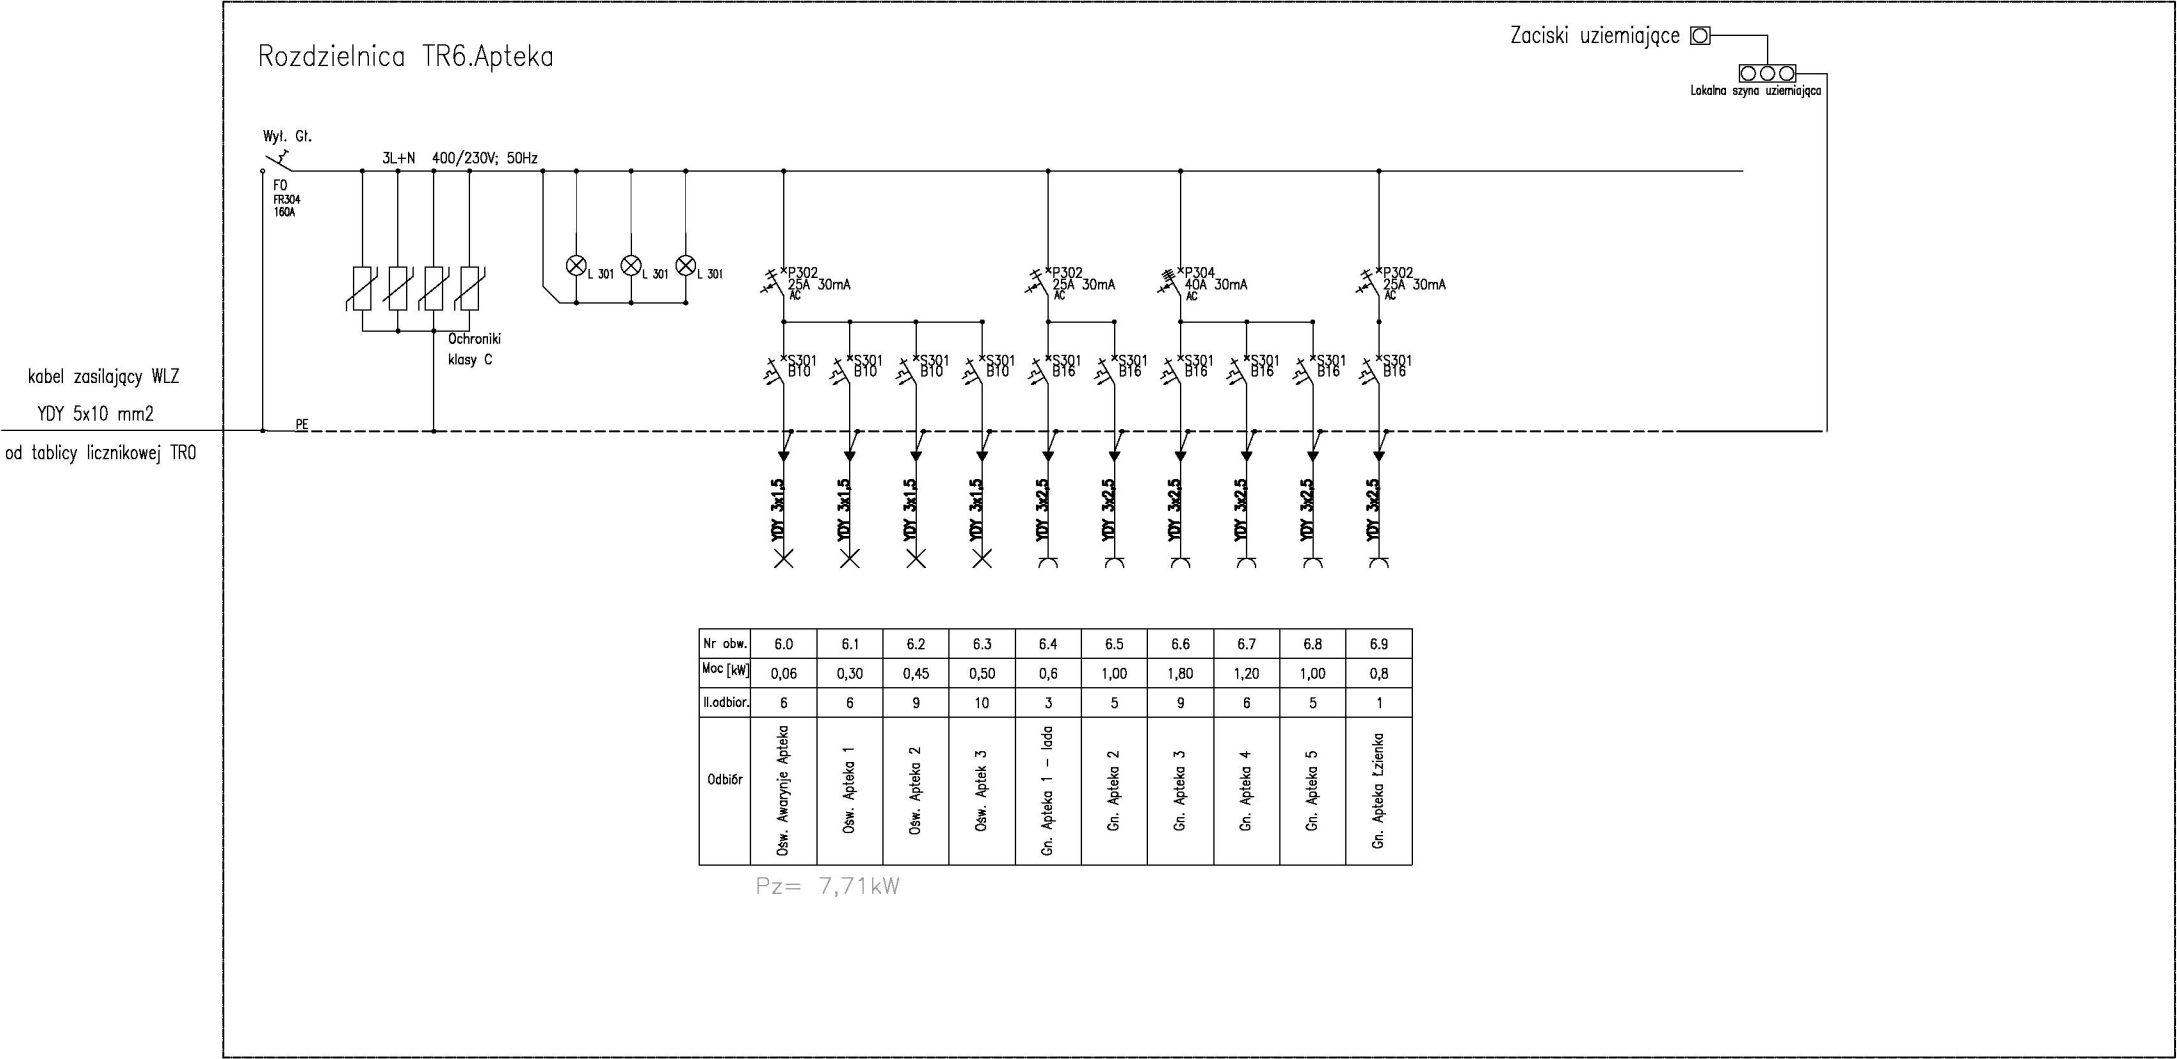 Rozdzielnica TR6.Apteka
Zaciski uziemiające
Lokalna szyna uziemiająca
Wył. Gł.
3L+N 400/230V; 50Hz
F0
FR304
160A
L 301
L 301
L 301
Ochroniki
klasy C
P302
25A 30mA
AC
P302
25A 30mA
AC
P304
40A 30mA
AC
P302
25A 30mA
AC
S301
B10
S301
B10
S301
B10
S301
B10
S301
B16
S301
B16
S301
B16
S301
B16
S301
B16
S301
B16
kabel zasilający WLZ
YDY 5x10 mm2
od tablicy licznikowej TR0
PE
YDY 3x1,5
YDY 3x1,5
YDY 3x1,5
YDY 3x1,5
YDY 3x2,5
YDY 3x2,5
YDY 3x2,5
YDY 3x2,5
YDY 3x2,5
YDY 3x2,5
Nr obw. 6.0 6.1 6.2 6.3 6.4 6.5 6.6 6.7 6.8 6.9
Moc [kW] 0,06 0,30 0,45 0,50 0,6 1,00 1,80 1,20 1,00 0,8
Il.odbior. 6 6 9 10 3 5 9 6 5 1
Odbiór
Ośw. Awarynje Apteka
Ośw. Apteka 1
Ośw. Apteka 2
Ośw. Aptek 3
Gn. Apteka 1 - lada
Gn. Apteka 2
Gn. Apteka 3
Gn. Apteka 4
Gn. Apteka 5
Gn. Apteka Łzienka
Pz= 7,71kW